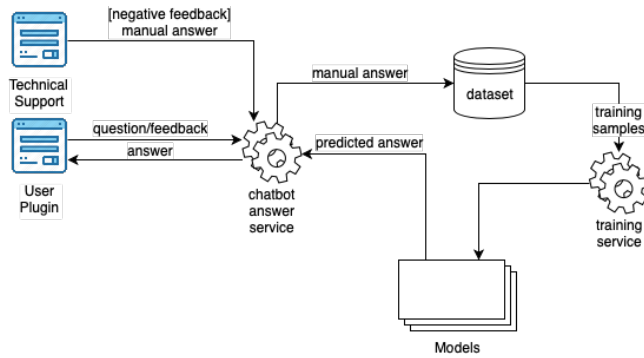 [negative feedback]
manual answer
Technical
Support
manual answer
dataset
training
samples
question/feedback
answer
predicted answer
User
Plugin
chatbot
answer
service
training
service
Models